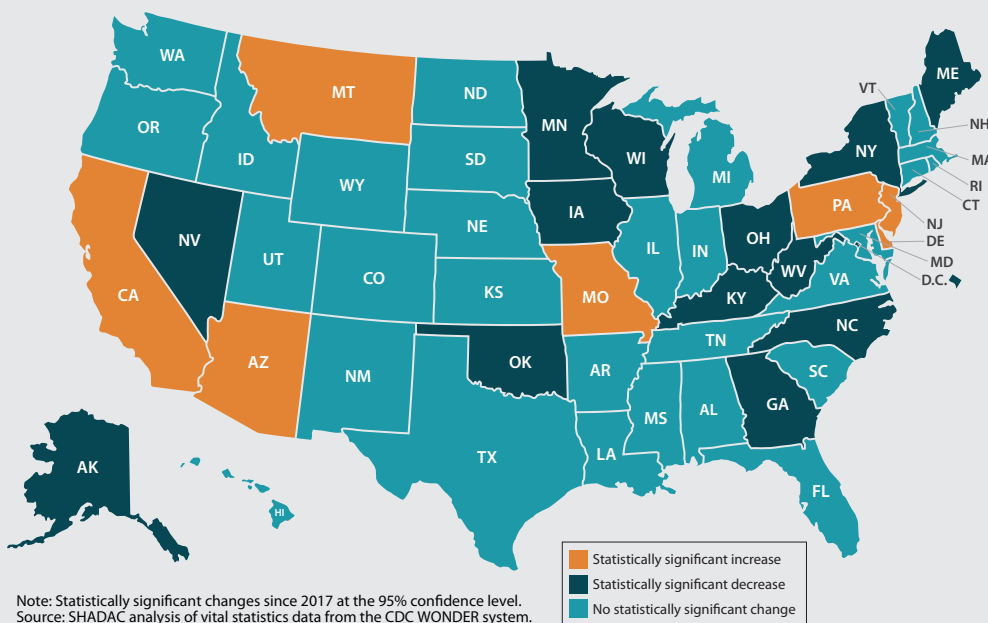 WA
MT
ND
ME
VT
OR
MN
NH
ID
SD
WI
NY
MA
WY
MI
RI
CT
IA
PA
NE
NV
OH
NJ
IL
IN
DE
UT
WV
MD
CO
D.C.
CA
KS
MO
KY
VA
NC
TN
AZ
OK
AR
NM
SC
GA
MS
AL
LA
TX
AK
FL
HI
Statistically significant increase
Statistically significant decrease
No statistically significant change
Note: Statistically significant changes since 2017 at the 95% confidence level.
Source: SHADAC analysis of vital statistics data from the CDC WONDER system.